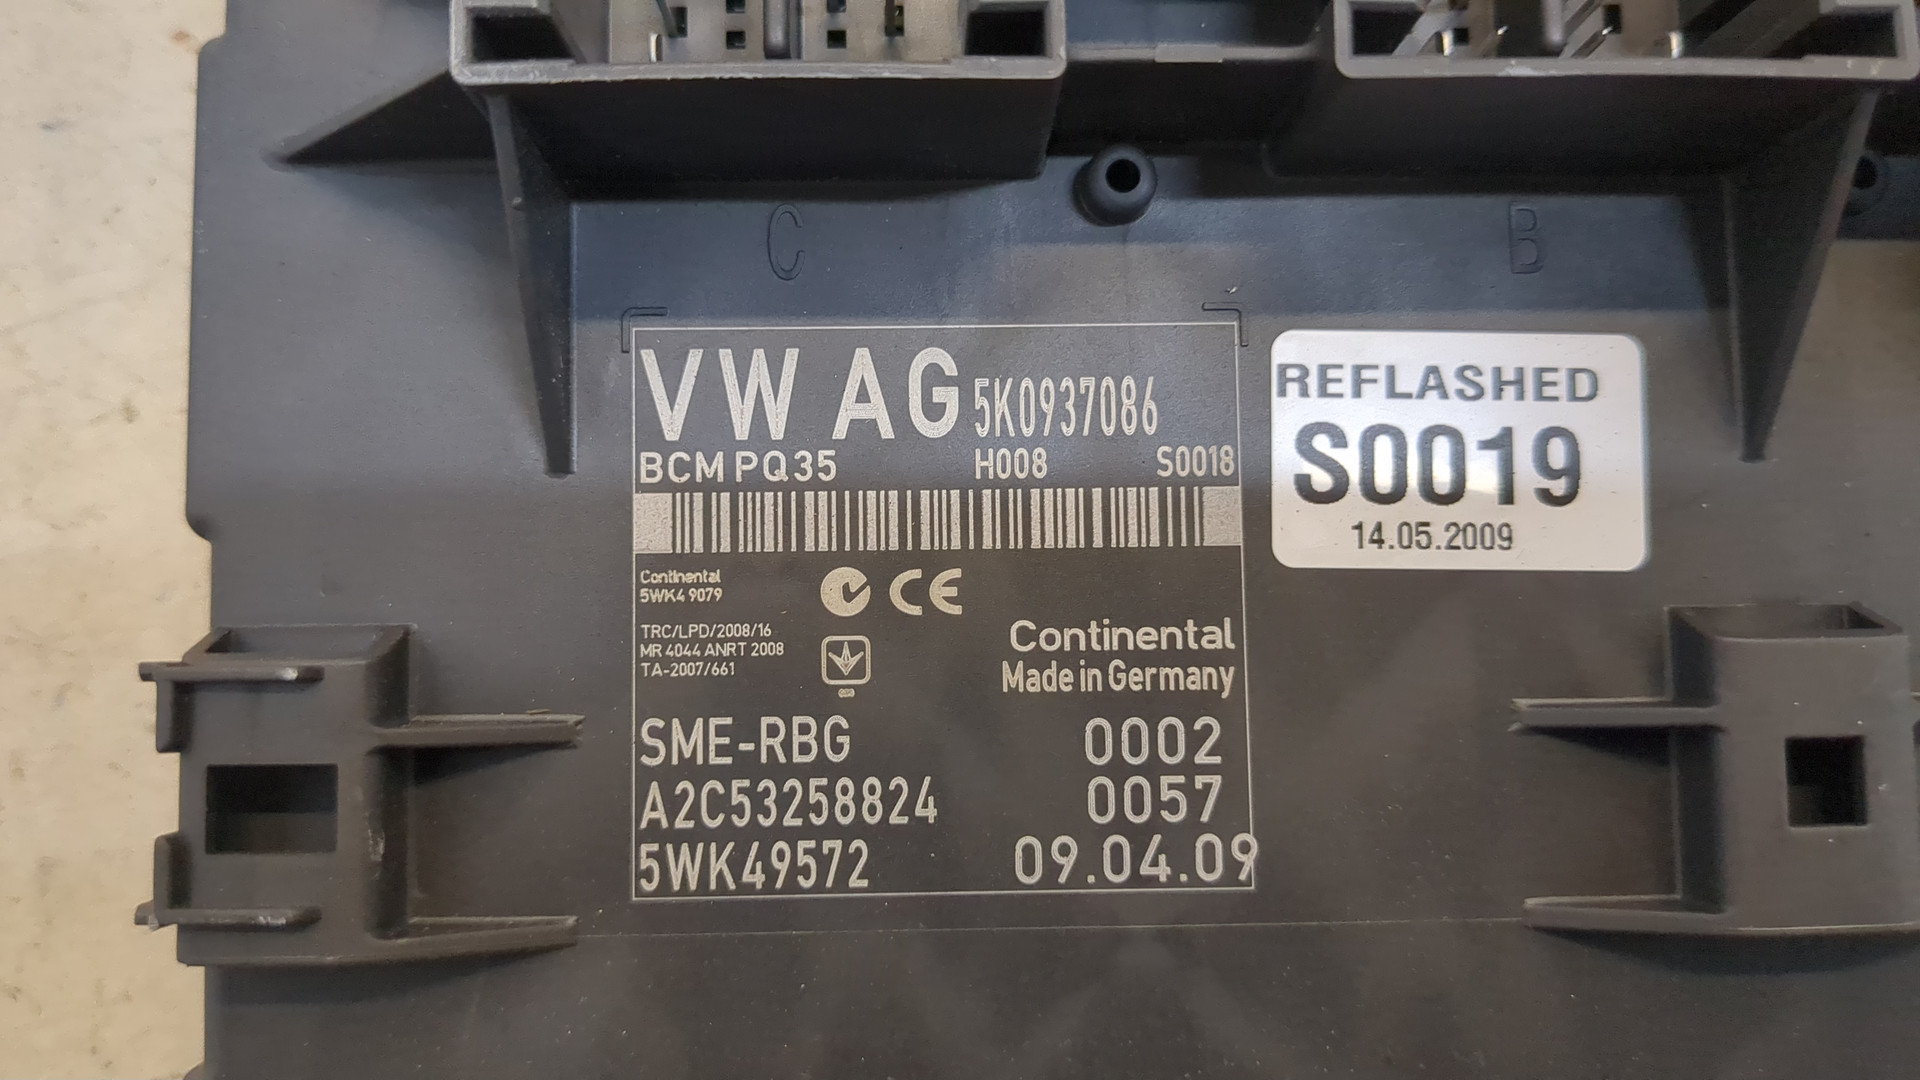 C
B
VW AG 5K0937086
BCM PQ35 H008 S0018
REFLASHED
S0019
14.05.2009
Continental
5WK4 9079
CE
TRC/LPD/2008/16
MR 4044 ANRT 2008
TA-2007/661
Continental
Made in Germany
SME-RBG 0002
A2C53258824 0057
5WK49572 09.04.09